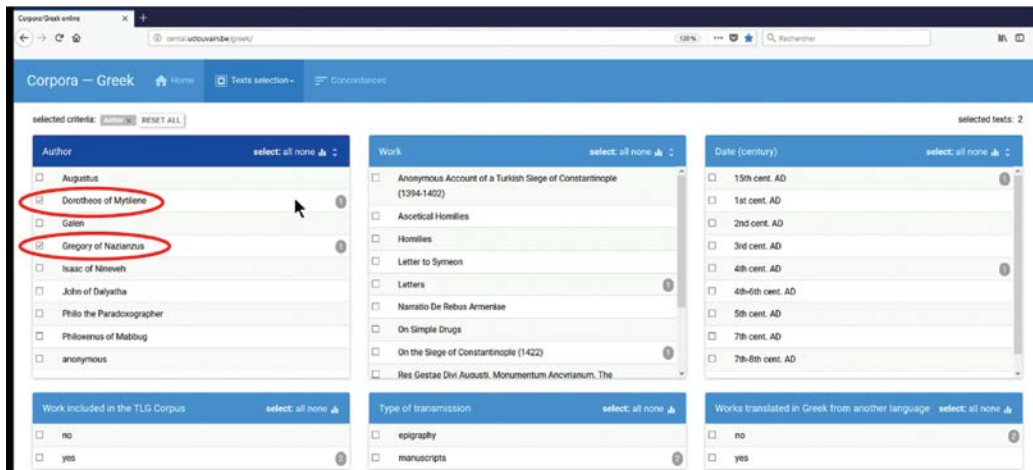 Corpora/Greek online × +
cental.uclouvain.be/greek/ 120% ... Rechercher
Corpora — Greek Home Texts selection Concordances
selected criteria: Author × RESET ALL selected texts: 2
Author select: all none
Augustus
Dorotheos of Mytilene 1
Galen
Gregory of Nazianzus 1
Isaac of Nineveh
John of Dalyatha
Philo the Paradoxographer
Philoxenus of Mabbug
anonymous
Work select: all none
Anonymous Account of a Turkish Siege of Constantinople
(1394-1402)
Ascetical Homilies
Homilies
Letter to Symeon
Letters 1
Narratio De Rebus Armeniae
On Simple Drugs
On the Siege of Constantinople (1422) 1
Res Gestae Divi Augusti. Monumentum Ancyrianum. The
Date (century) select: all none
15th cent. AD 1
1st cent. AD
2nd cent. AD
3rd cent. AD
4th cent. AD 1
4th-6th cent. AD
5th cent. AD
7th cent. AD
7th-8th cent. AD
Work included in the TLG Corpus select: all none
no
yes 2
Type of transmission select: all none
epigraphy
manuscripts 2
Works translated in Greek from another language select: all none
no 2
yes